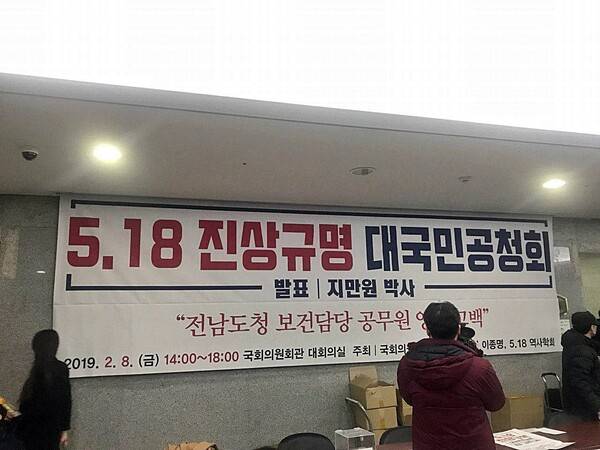 5.18 진상규명 대국민공청회
발표 | 지만원 박사
“전남도청 보건담당 공무원 고백”
2019. 2. 8. (금) 14:00~18:00 국회의원회관 대회의실 주최 | 이종명, 5.18 역사학회